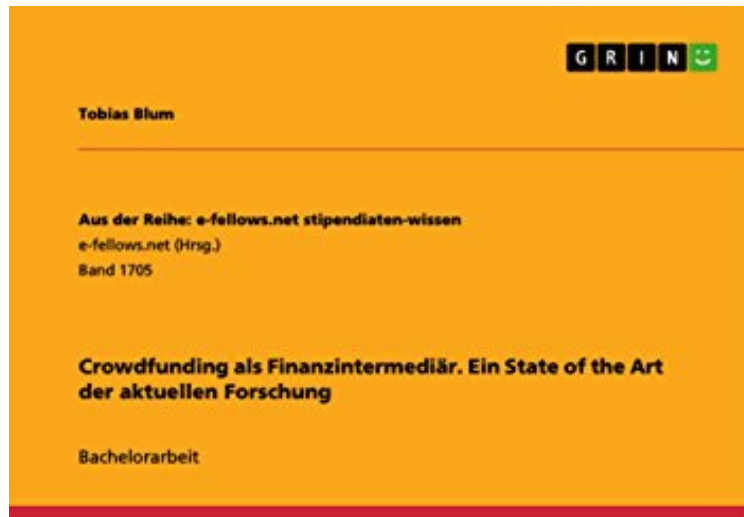 GRIN
Tobias Blum
Aus der Reihe: e-fellows.net stipendiaten-wissen
e-fellows.net (Hrsg.)
Band 1705
Crowdfunding als Finanzintermediär. Ein State of the Art
der aktuellen Forschung
Bachelorarbeit